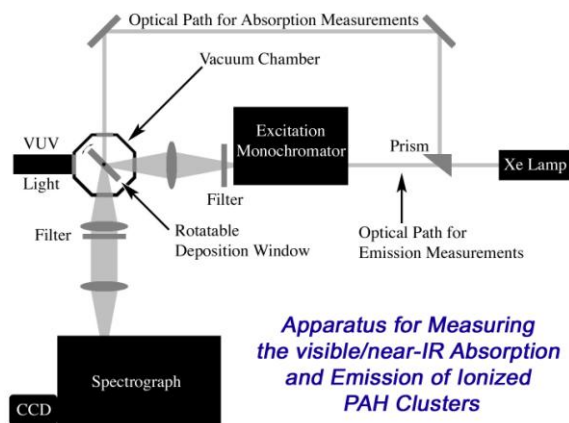 Optical Path for Absorption Measurements
Vacuum Chamber
VUV
Light
Excitation
Monochromator
Prism
Xe Lamp
Filter
Filter
Rotatable
Deposition Window
Optical Path for
Emission Measurements
Spectrograph
CCD
Apparatus for Measuring
the visible/near-IR Absorption
and Emission of Ionized
PAH Clusters